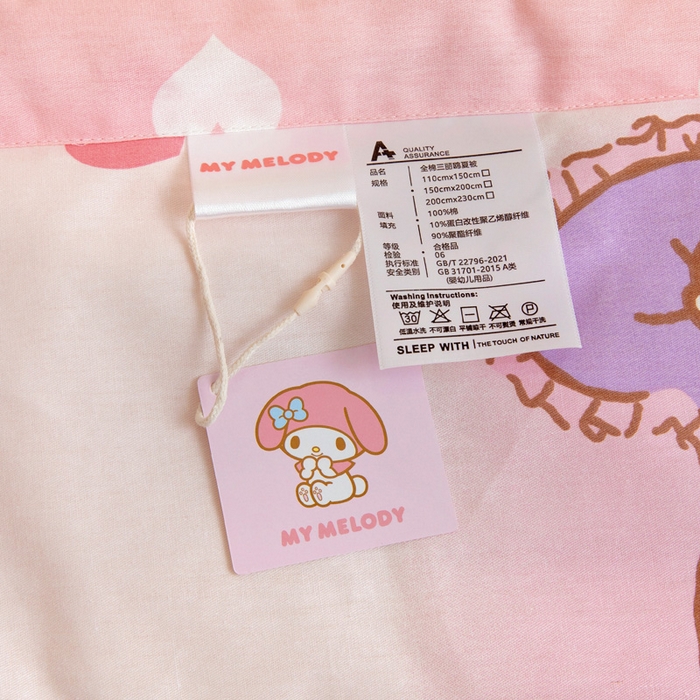 MY MELODY
A
QUALITY
ASSURANCE
品名 全棉三丽鸥夏被
规格 110cmx150cm
150cmx200cm
200cmx230cm
面料 100%棉
填充 10%蛋白改性聚乙烯醇纤维
90%聚酯纤维
等级 合格品
检验 06
执行标准 GB/T 22796-2021
安全类别 GB 31701-2015 A类
(婴幼儿用品)
Washing Instructions:
使用及维护说明
30
P
低温水洗 不可漂白 平铺晾干 不可熨烫 常规干洗
SLEEP WITH | THE TOUCH OF NATURE
MY MELODY